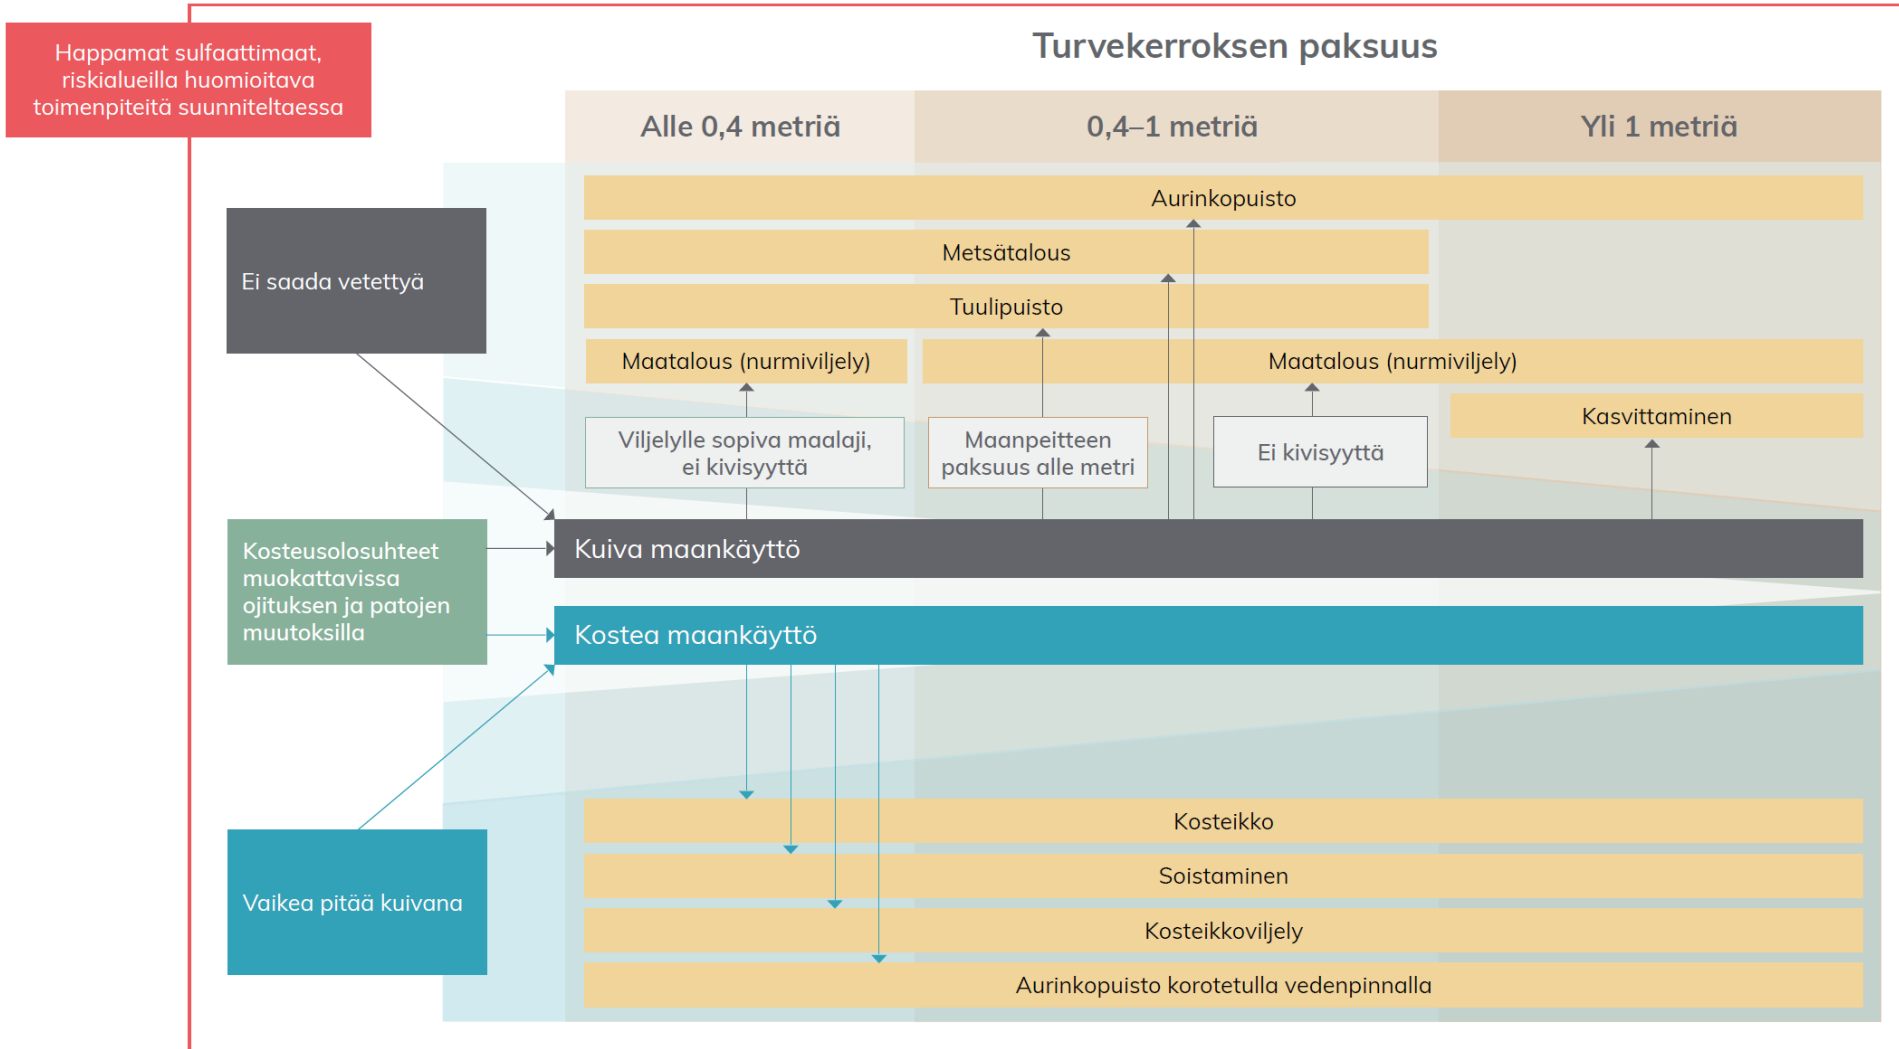 Happamat sulfaattimaat,
riskialueilla huomioitava
toimenpiteitä suunniteltaessa
Turvekerroksen paksuus
Alle 0,4 metriä
0,4–1 metriä
Yli 1 metriä
Aurinkopuisto
Metsätalous
Ei saada vetettyä
Tuulipuisto
Maatalous (nurmiviljely)
Maatalous (nurmiviljely)
Kasvittaminen
Viljelylle sopiva maalaji,
ei kivisyyttä
Maanpeitteen
paksuus alle metri
Ei kivisyyttä
Kosteusolosuhteet
muokattavissa
ojituksen ja patojen
muutoksilla
Kuiva maankäyttö
Kostea maankäyttö
Kosteikko
Soistaminen
Vaikea pitää kuivana
Kosteikkoviljely
Aurinkopuisto korotetulla vedenpinnalla